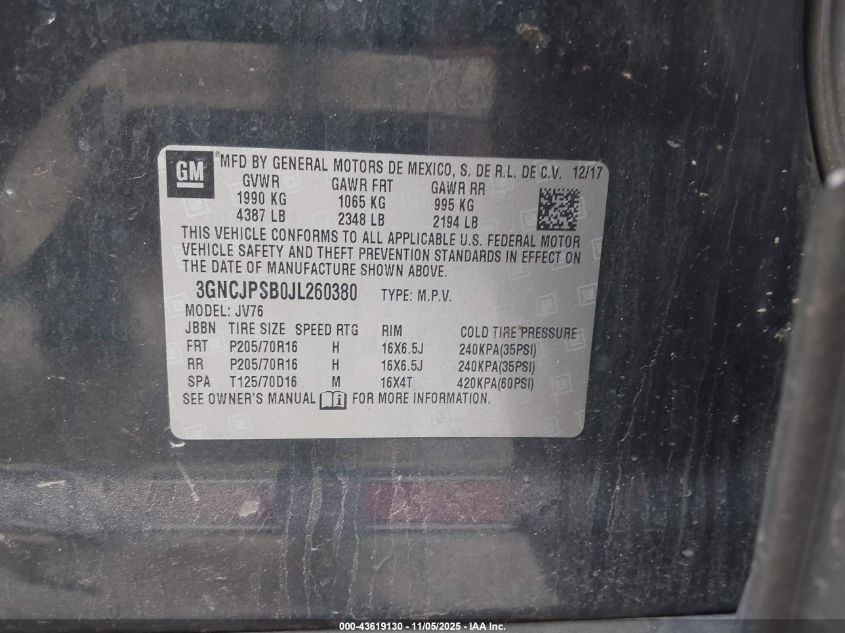 GM
MFD BY GENERAL MOTORS DE MEXICO, S. DE R.L. DE C.V. 12/17
GVWR GAWR FRT GAWR RR
1990 KG 1065 KG 995 KG
4387 LB 2348 LB 2194 LB
THIS VEHICLE CONFORMS TO ALL APPLICABLE U.S. FEDERAL MOTOR
VEHICLE SAFETY AND THEFT PREVENTION STANDARDS IN EFFECT ON
THE DATE OF MANUFACTURE SHOWN ABOVE.
3GNCJPSB0JL260380 TYPE: M.P.V.
MODEL: JV76
JBBN TIRE SIZE SPEED RTG RIM COLD TIRE PRESSURE
FRT P205/70R16 H 16X6.5J 240KPA(35PSI)
RR P205/70R16 H 16X6.5J 240KPA(35PSI)
SPA T125/70D16 M 16X4T 420KPA(60PSI)
SEE OWNER'S MANUAL FOR MORE INFORMATION.
000-43619130 - 11/05/2025 - IAA Inc.